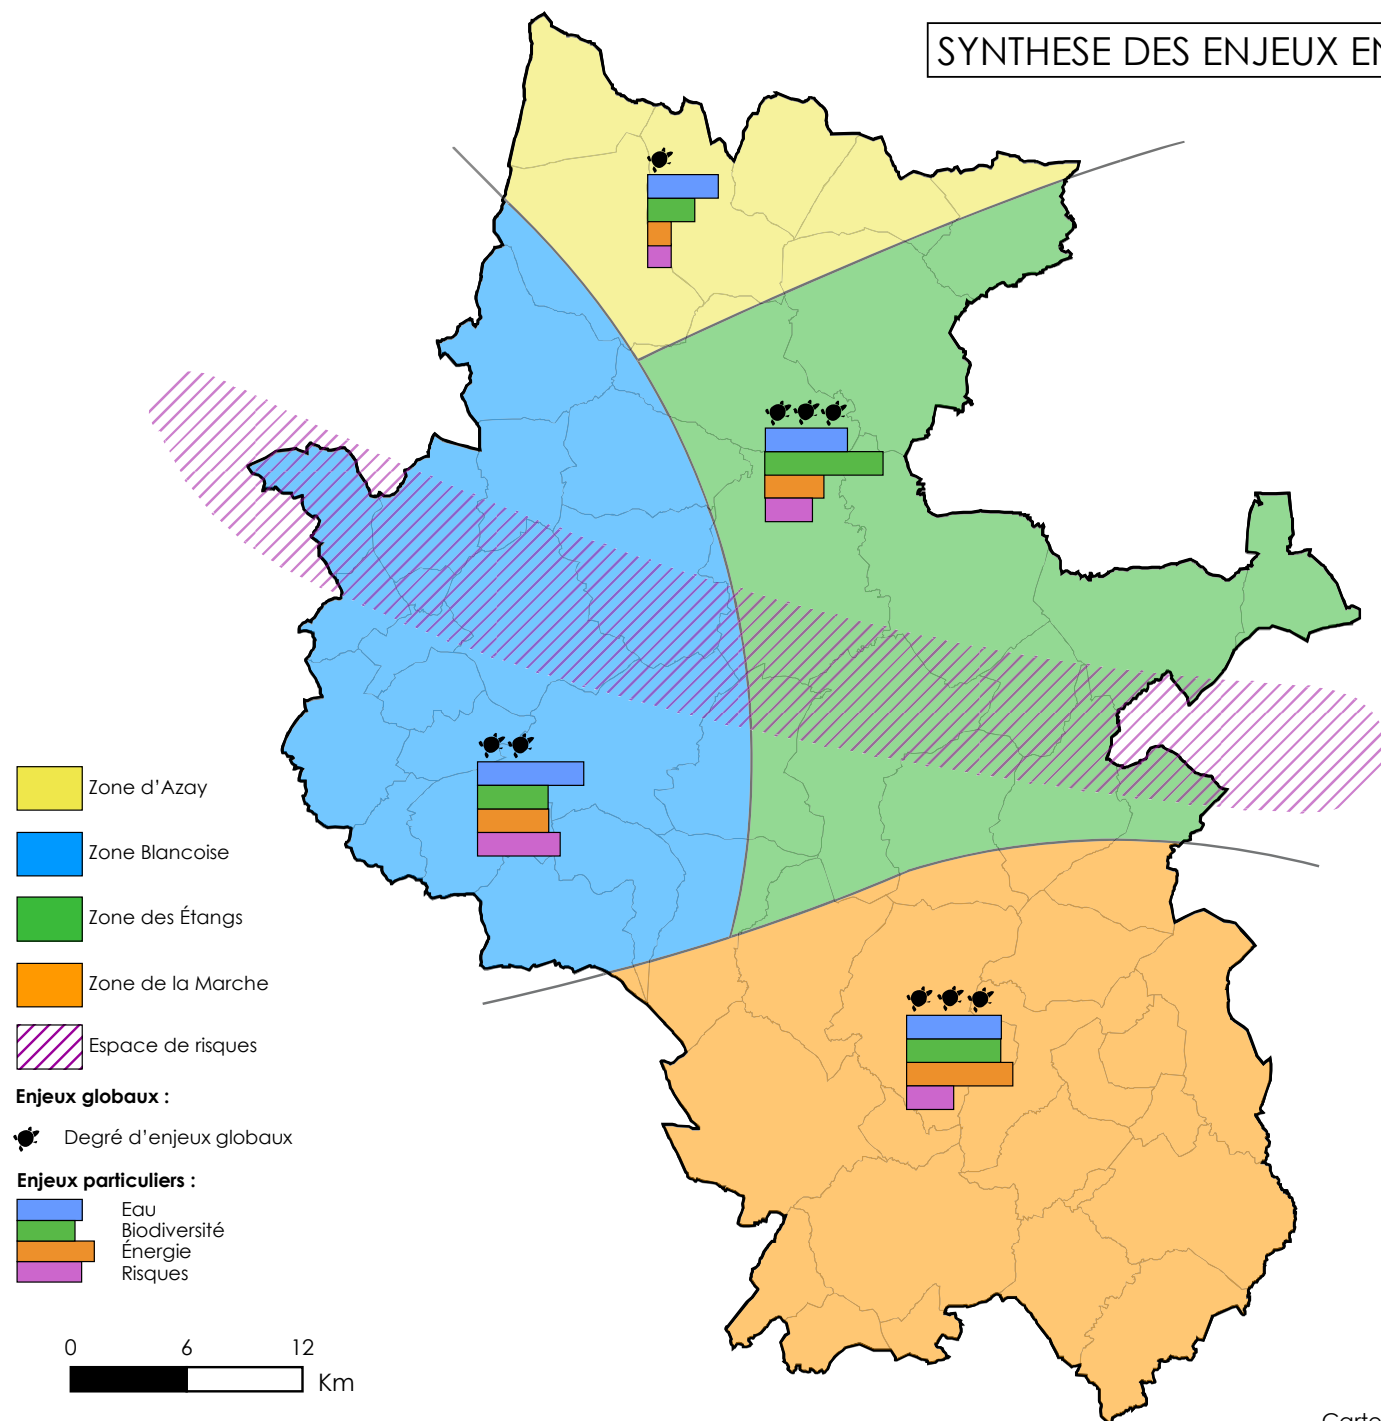 SYNTHESE DES ENJEUX
Zone d'Azay
Zone Blancoise
Zone des Étangs
Zone de la Marche
Espace de risques
Enjeux globaux :
Degré d'enjeux globaux
Enjeux particuliers :
Eau
Biodiversité
Énergie
Risques
0 6 12
Km